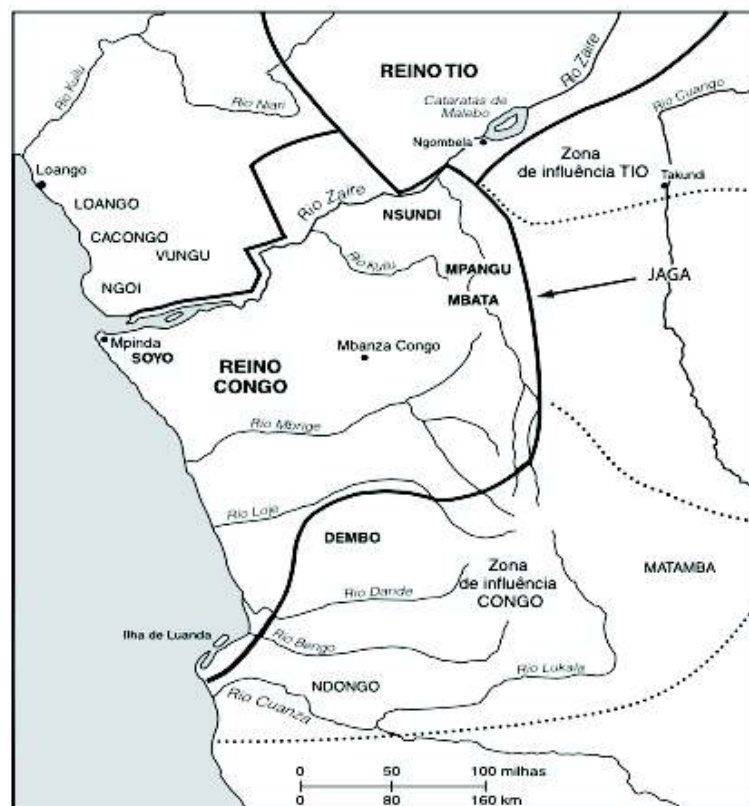 REINO TIO
Rio Zaire
Rio Kuilu
Rio Niari
Cataratas de
Malebo
Rio Cuango
Ngombela
Zona
de influência TIO
Takundi
Loango
LOANGO
CACONGO
VUNGU
NGOI
Rio Zaire
NSUNDI
Rio Kuilu
MPANGU
MBATA
JAGA
Mpinda
SOYO
REINO
CONGO
Mbanza Congo
Rio Mbrige
Rio Loje
DEMBO
Zona
de influência
CONGO
MATAMBA
Rio Dande
Ilha de Luanda
Rio Bengo
Rio Lukala
NDONGO
Rio Cuanza
0 50 100 milhas
0 80 160 km